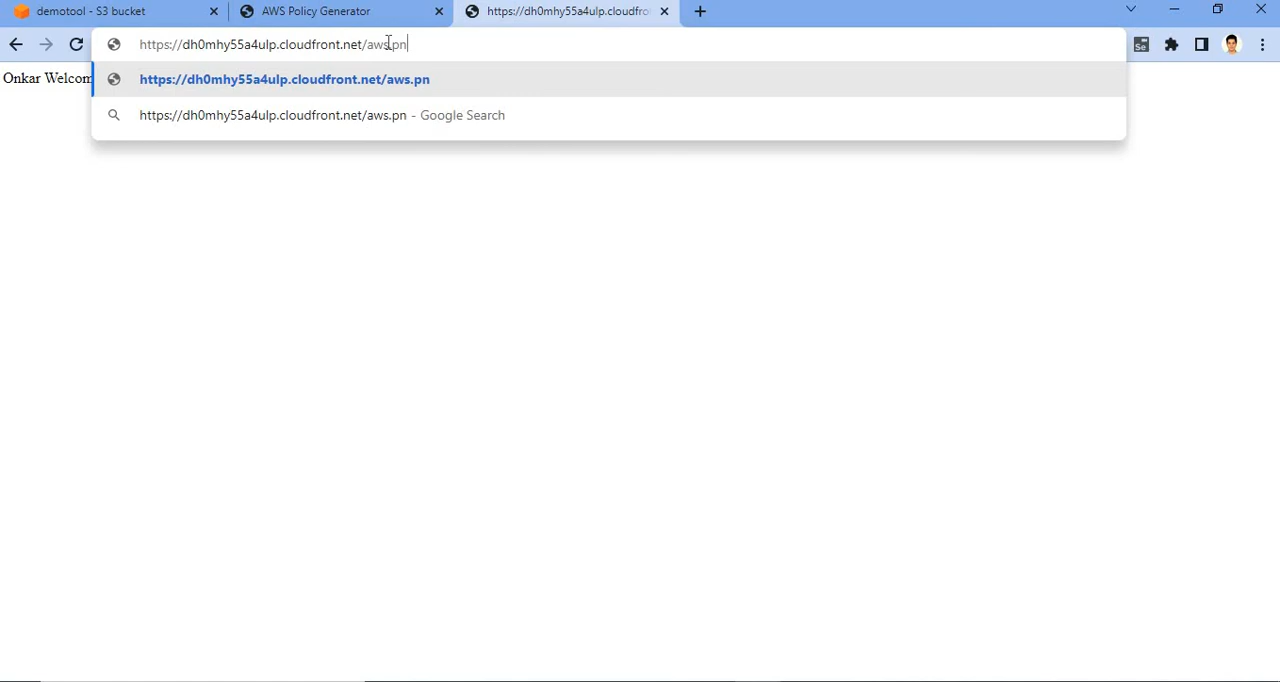 demotool - S3 bucket
AWS Policy Generator
https://dh0mhy55a4ulp.cloudfro
https://dh0mhy55a4ulp.cloudfront.net/aws.pn
Se
Onkar Welcom
https://dh0mhy55a4ulp.cloudfront.net/aws.pn
https://dh0mhy55a4ulp.cloudfront.net/aws.pn - Google Search